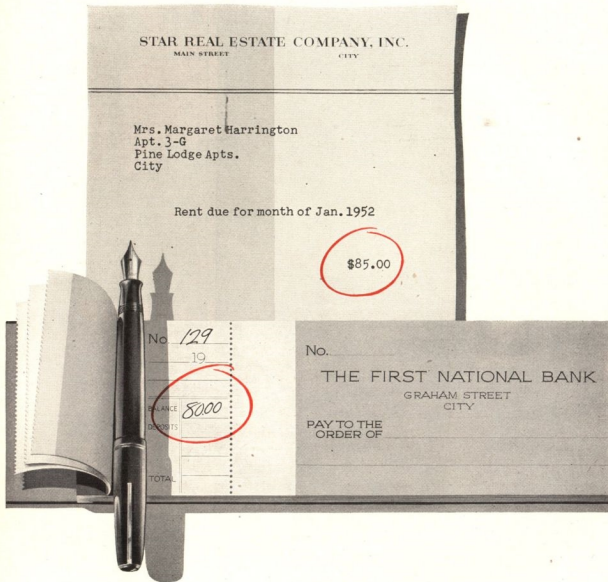 STAR REAL ESTATE COMPANY, INC.
MAIN STREET CITY
Mrs. Margaret Harrington
Apt. 3-G
Pine Lodge Apts.
City
Rent due for month of Jan. 1952
$85.00
No. 129
19
BALANCE 80.00
DEPOSITS
TOTAL
No.
THE FIRST NATIONAL BANK
GRAHAM STREET
CITY
PAY TO THE
ORDER OF